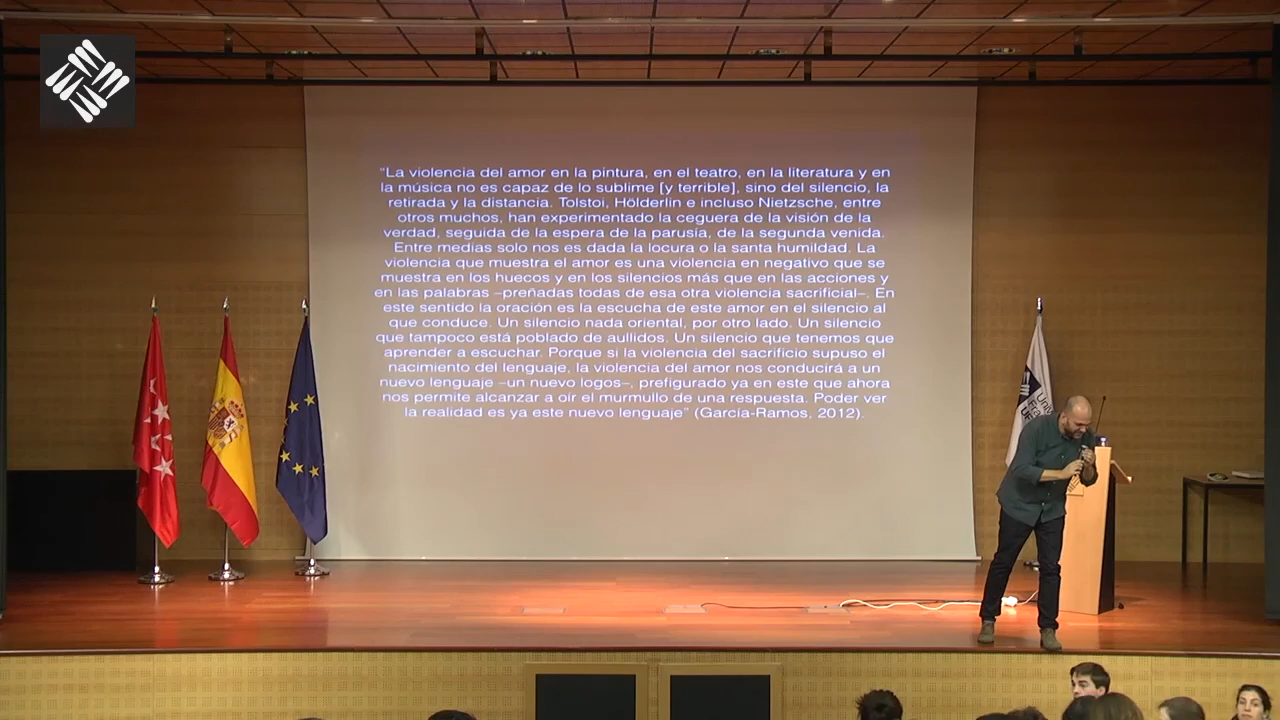 "La violencia del amor en la pintura, en el teatro, en la literatura y en
la música no es capaz de lo sublime [y terrible], sino del silencio, la
retirada y la distancia. Tolstoi, Hölderlin e incluso Nietzsche, entre
otros muchos, han experimentado la ceguera de la visión de la
verdad, seguida de la espera de la parusía, de la segunda venida.
Entre medias solo nos es dada la locura o la santa humildad. La
violencia que muestra el amor es una violencia en negativo que se
muestra en los huecos y en los silencios más que en las acciones y
en las palabras –preñadas todas de esa otra violencia sacrificial–. En
este sentido la oración es la escucha de este amor en el silencio al
que conduce. Un silencio nada oriental, por otro lado. Un silencio
que tampoco está poblado de aullidos. Un silencio que tenemos que
aprender a escuchar. Porque si la violencia del sacrificio supuso el
nacimiento del lenguaje, la violencia del amor nos conducirá a un
nuevo lenguaje –un nuevo logos–, prefigurado ya en este que ahora
nos permite alcanzar a oír el murmullo de una respuesta. Poder ver
la realidad es ya este nuevo lenguaje" (García-Ramos, 2012).